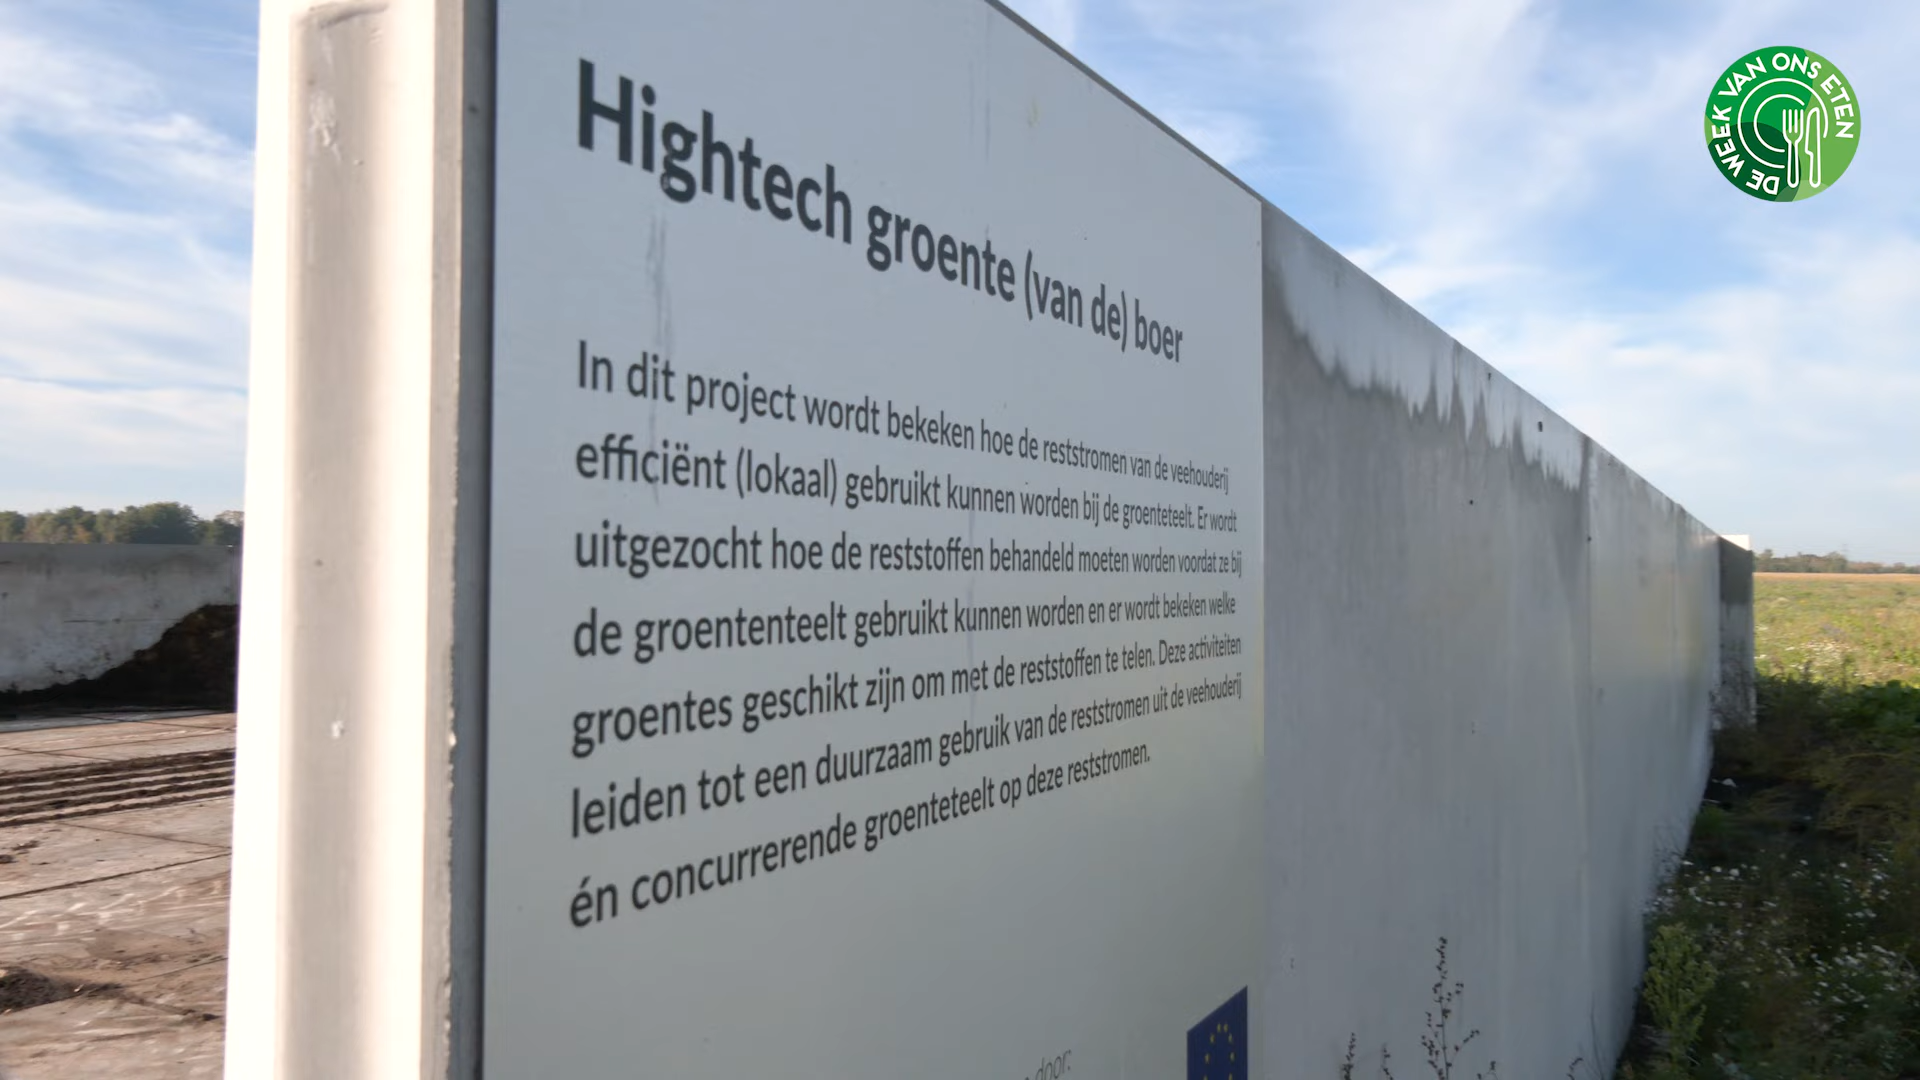 Hightech groente (van de) boer
In dit project wordt bekeken hoe de reststromen van de veehouderij
efficiënt (lokaal) gebruikt kunnen worden bij de groenteteelt. Er wordt
uitgezocht hoe de reststoffen behandeld moeten worden voordat ze bij
de groententeelt gebruikt kunnen worden en er wordt bekeken welke
groentes geschikt zijn om met de reststoffen te telen. Deze activiteiten
leiden tot een duurzaam gebruik van de reststromen uit de veehouderij
én concurrerende groenteteelt op deze reststromen.
door:
DE WEEK VAN ONS ETEN